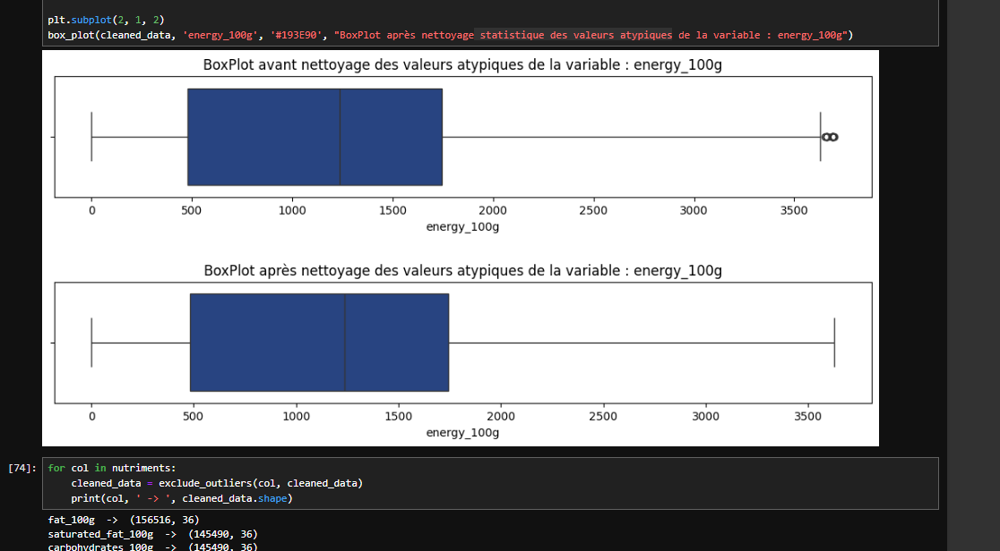 plt.subplot(2, 1, 2)
box_plot(cleaned_data, 'energy_100g', '#193E90', "BoxPlot après nettoyage statistique des valeurs atypiques de la variable : energy_100g")
BoxPlot avant nettoyage des valeurs atypiques de la variable : energy_100g
0 500 1000 1500 2000 2500 3000 3500
energy_100g
BoxPlot après nettoyage des valeurs atypiques de la variable : energy_100g
0 500 1000 1500 2000 2500 3000 3500
energy_100g
[74]: for col in nutriments:
cleaned_data = exclude_outliers(col, cleaned_data)
print(col, ' -> ', cleaned_data.shape)
fat_100g -> (156516, 36)
saturated_fat_100g -> (145490, 36)
carbohydrates_100g -> (145490, 36)